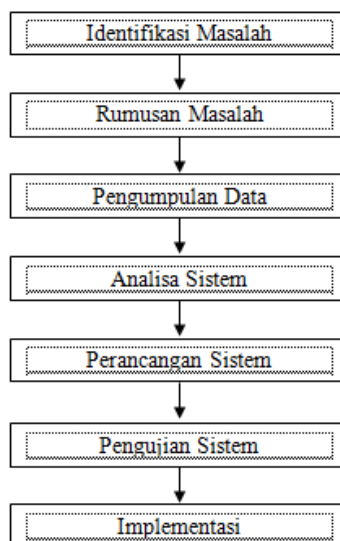 Identifikasi Masalah
Rumusan Masalah
Pengumpulan Data
Analisa Sistem
Perancangan Sistem
Pengujian Sistem
Implementasi